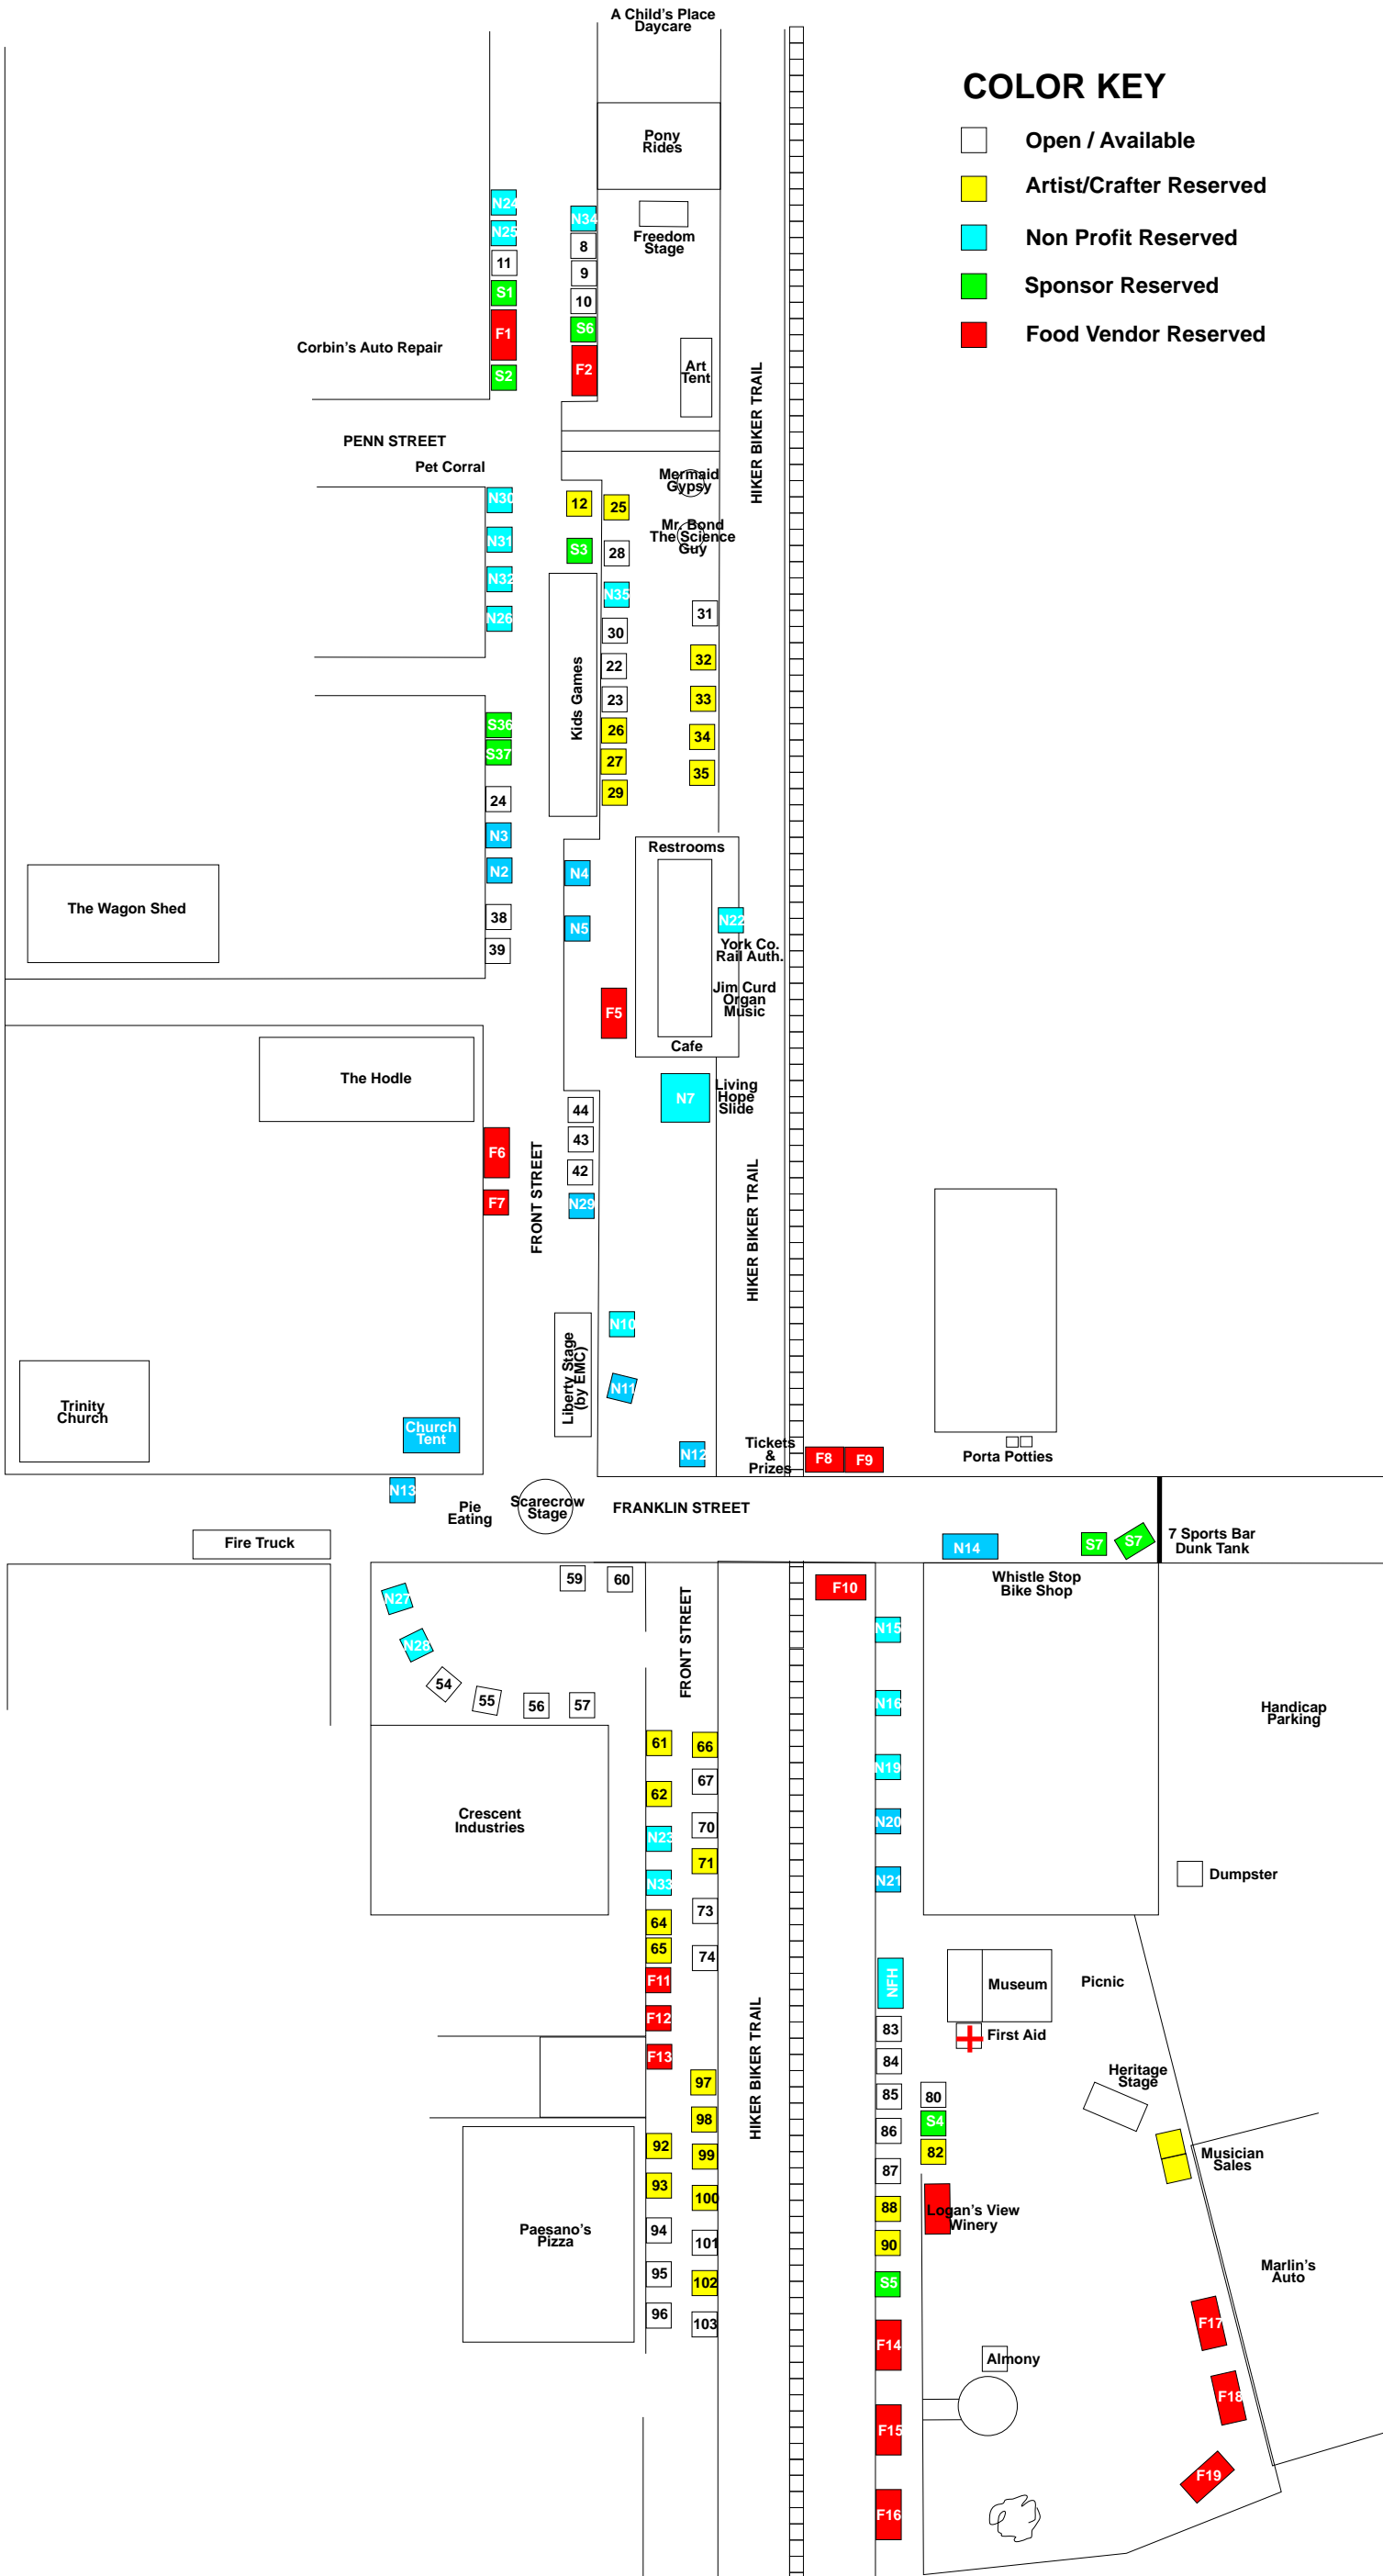 A Child's Place
Daycare
COLOR KEY
Open / Available
Artist/Crafter Reserved
Non Profit Reserved
Sponsor Reserved
Food Vendor Reserved
Pony
Rides
N24
N34
N25
Freedom
Stage
8
11
9
S1
10
F1
S6
Corbin's Auto Repair
F2
S2
Art
Tent
HIKER BIKER TRAIL
PENN STREET
Pet Corral
Mermaid
Gypsy
N30
12
25
Mr. Bond
The Science
Guy
N31
S3
28
N32
N35
N26
31
30
32
22
Kids Games
23
33
S36
26
34
S37
27
35
24
29
N3
Restrooms
N2
N4
The Wagon Shed
38
N5
N22
39
York Co.
Rail Auth.
Jim Curd
Organ
Music
F5
Cafe
The Hodle
Living
Hope
Slide
N7
44
43
F6
42
FRONT STREET
HIKER BIKER TRAIL
F7
N29
N10
Liberty Stage
(by EMC)
N11
Trinity
Church
Church
Tent
N12
Tickets
&
Prizes
F8
F9
Porta Potties
N13
Pie
Eating
Scarecrow
Stage
FRANKLIN STREET
Fire Truck
N14
S7
7 Sports Bar
Dunk Tank
59
60
Whistle Stop
Bike Shop
F10
N27
N15
FRONT STREET
N28
54
55
56
57
N16
Handicap
Parking
61
66
N19
67
62
Crescent
Industries
70
N20
N23
71
N21
Dumpster
N33
73
64
65
74
F11
NFH
Museum
Picnic
F12
83
First Aid
F13
84
HIKER BIKER TRAIL
Heritage
Stage
97
85
80
98
86
S4
92
99
82
Musician
Sales
93
87
100
88
Logan's View
Winery
Paesano's
Pizza
94
101
90
95
102
S5
Marlin's
Auto
96
103
F17
F14
Almony
F18
F15
F19
F16